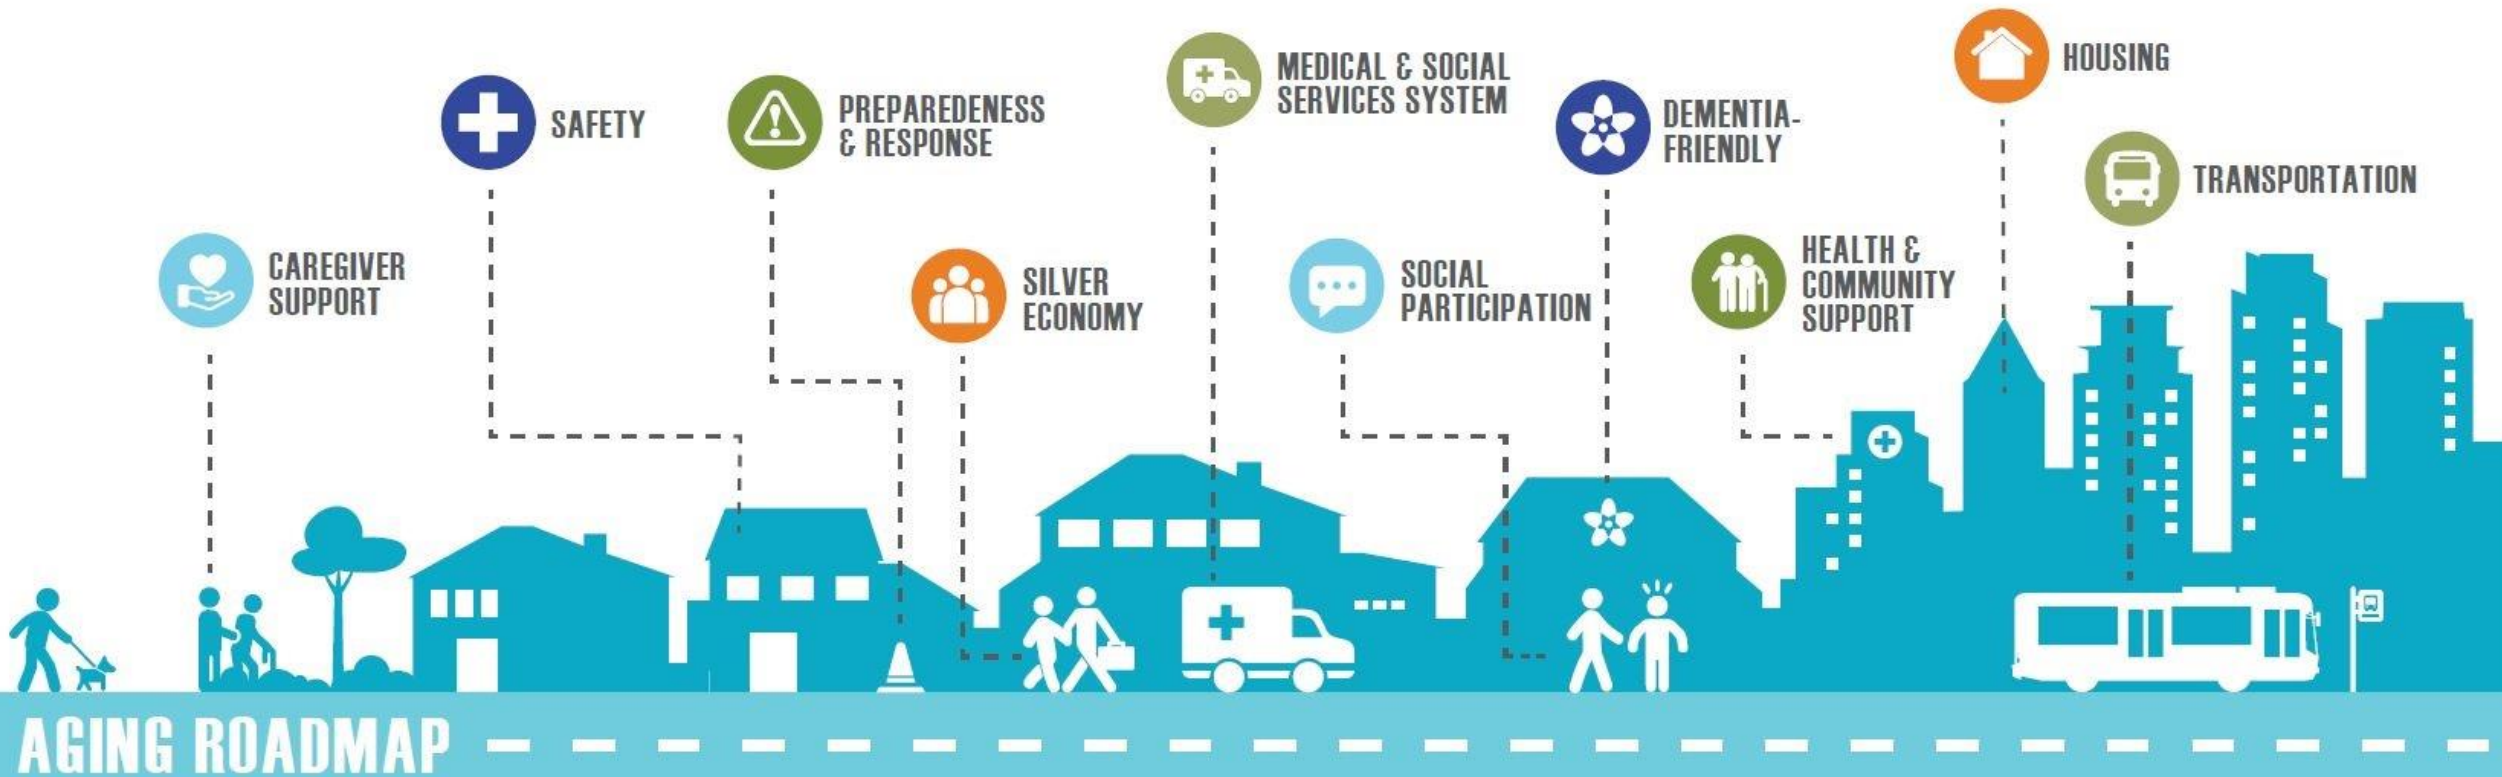 CAREGIVER
SUPPORT
SAFETY
PREPAREDENESS
& RESPONSE
SILVER
ECONOMY
MEDICAL & SOCIAL
SERVICES SYSTEM
SOCIAL
PARTICIPATION
DEMENTIA-
FRIENDLY
HEALTH &
COMMUNITY
SUPPORT
HOUSING
TRANSPORTATION
AGING ROADMAP